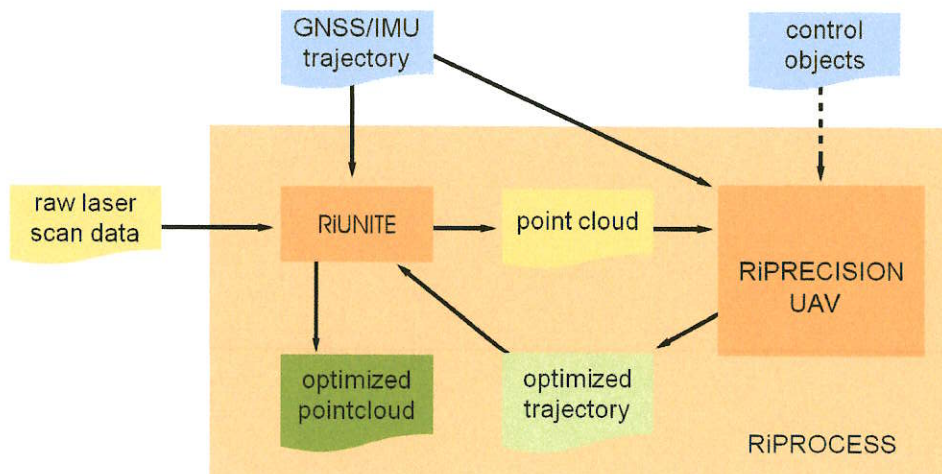 GNSS/IMU
trajectory
control
objects
raw laser
scan data
RiUNITE
point cloud
RiPRECISION
UAV
optimized
pointcloud
optimized
trajectory
RiPROCESS